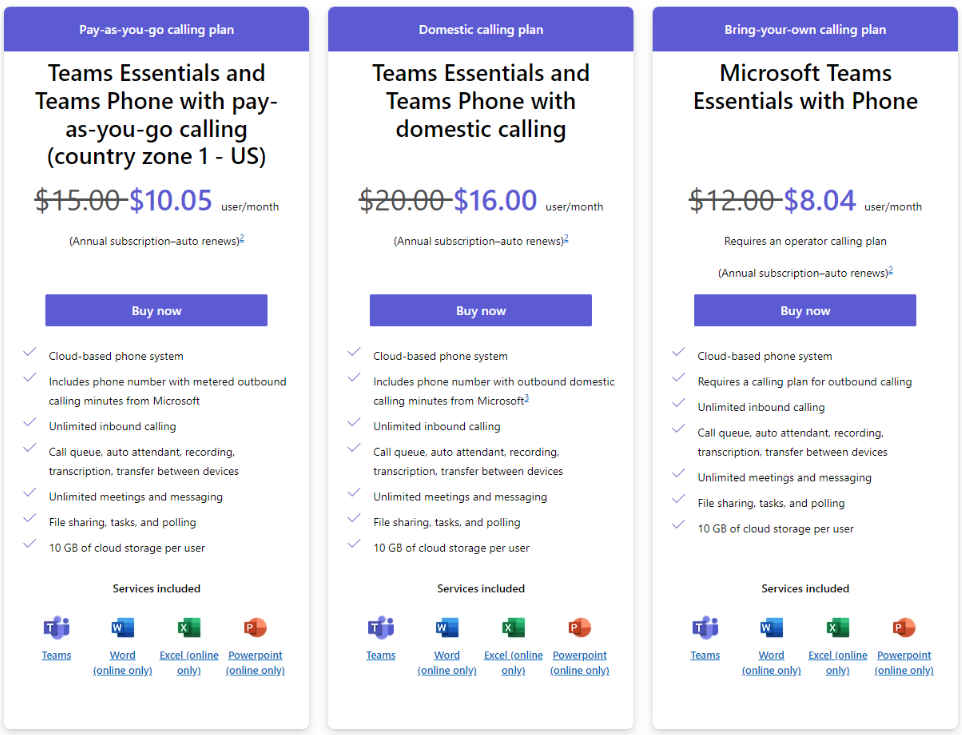 Pay-as-you-go calling plan
Teams Essentials and
Teams Phone with pay-
as-you-go calling
(country zone 1 - US)
$15.00 $10.05 user/month
(Annual subscription–auto renews)2
Buy now
Cloud-based phone system
Includes phone number with metered outbound
calling minutes from Microsoft
Unlimited inbound calling
Call queue, auto attendant, recording,
transcription, transfer between devices
Unlimited meetings and messaging
File sharing, tasks, and polling
10 GB of cloud storage per user
Services included
Teams
Word
(online only)
Excel (online
only)
Powerpoint
(online only)
Domestic calling plan
Teams Essentials and
Teams Phone with
domestic calling
$20.00 $16.00 user/month
(Annual subscription–auto renews)2
Buy now
Cloud-based phone system
Includes phone number with outbound domestic
calling minutes from Microsoft3
Unlimited inbound calling
Call queue, auto attendant, recording,
transcription, transfer between devices
Unlimited meetings and messaging
File sharing, tasks, and polling
10 GB of cloud storage per user
Services included
Teams
Word
(online only)
Excel (online
only)
Powerpoint
(online only)
Bring-your-own calling plan
Microsoft Teams
Essentials with Phone
$12.00 $8.04 user/month
Requires an operator calling plan
(Annual subscription–auto renews)2
Buy now
Cloud-based phone system
Requires a calling plan for outbound calling
Unlimited inbound calling
Call queue, auto attendant, recording,
transcription, transfer between devices
Unlimited meetings and messaging
File sharing, tasks, and polling
10 GB of cloud storage per user
Services included
Teams
Word
(online only)
Excel (online
only)
Powerpoint
(online only)